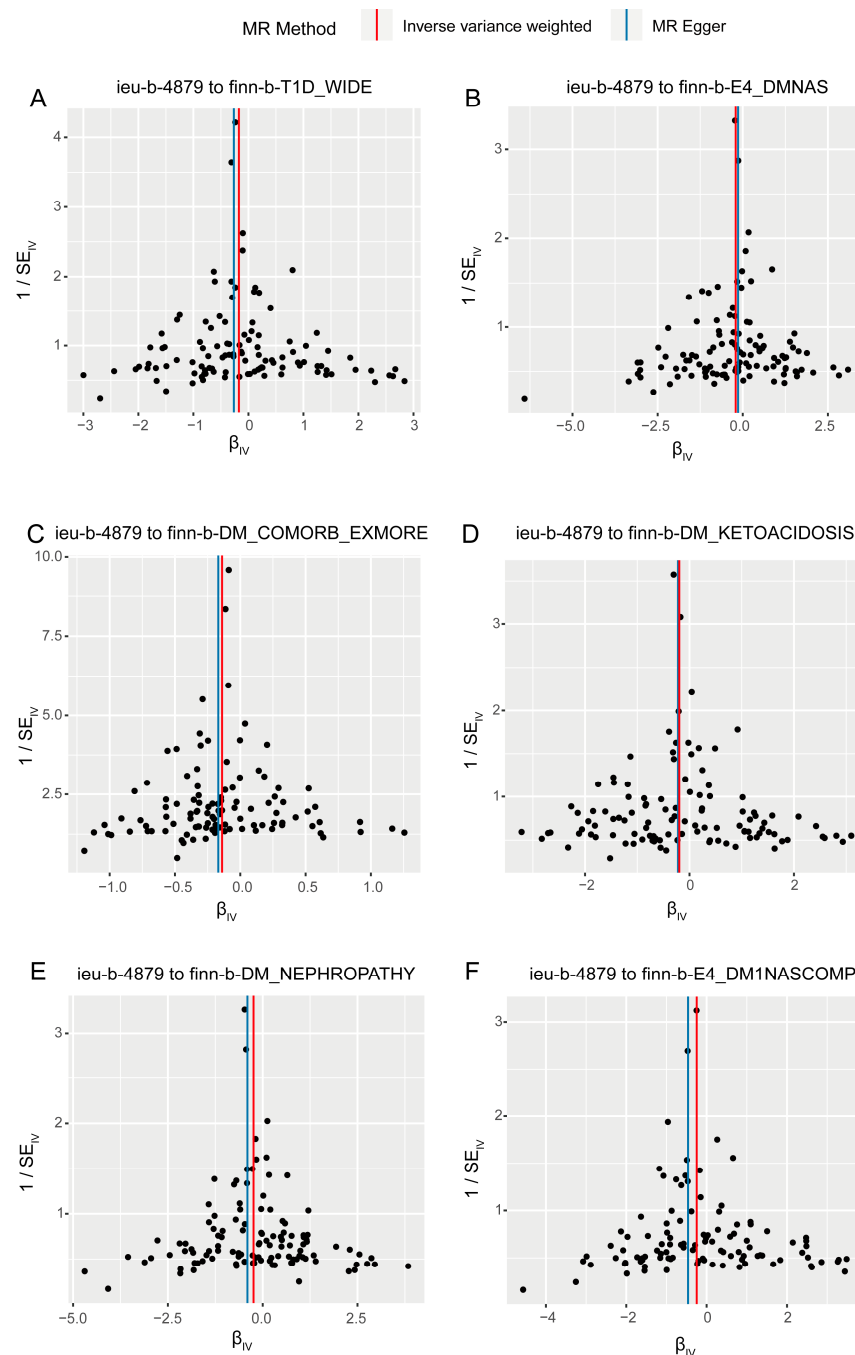 MR Method Inverse variance weighted MR Egger
A ieu-b-4879 to finn-b-T1D_WIDE
4
3
2
1
1 / SE_IV
−3 −2 −1 0 1 2 3
β_IV
B ieu-b-4879 to finn-b-E4_DMNAS
3
2
1
1 / SE_IV
−5.0 −2.5 0.0 2.5
β_IV
C ieu-b-4879 to finn-b-DM_COMORB_EXMORE
10.0
7.5
5.0
2.5
1 / SE_IV
−1.0 −0.5 0.0 0.5 1.0
β_IV
D ieu-b-4879 to finn-b-DM_KETOACIDOSIS
3
2
1
1 / SE_IV
−2 0 2
β_IV
E ieu-b-4879 to finn-b-DM_NEPHROPATHY
3
2
1
1 / SE_IV
−5.0 −2.5 0.0 2.5
β_IV
F ieu-b-4879 to finn-b-E4_DM1NASCOMP
3
2
1
1 / SE_IV
−4 −2 0 2
β_IV